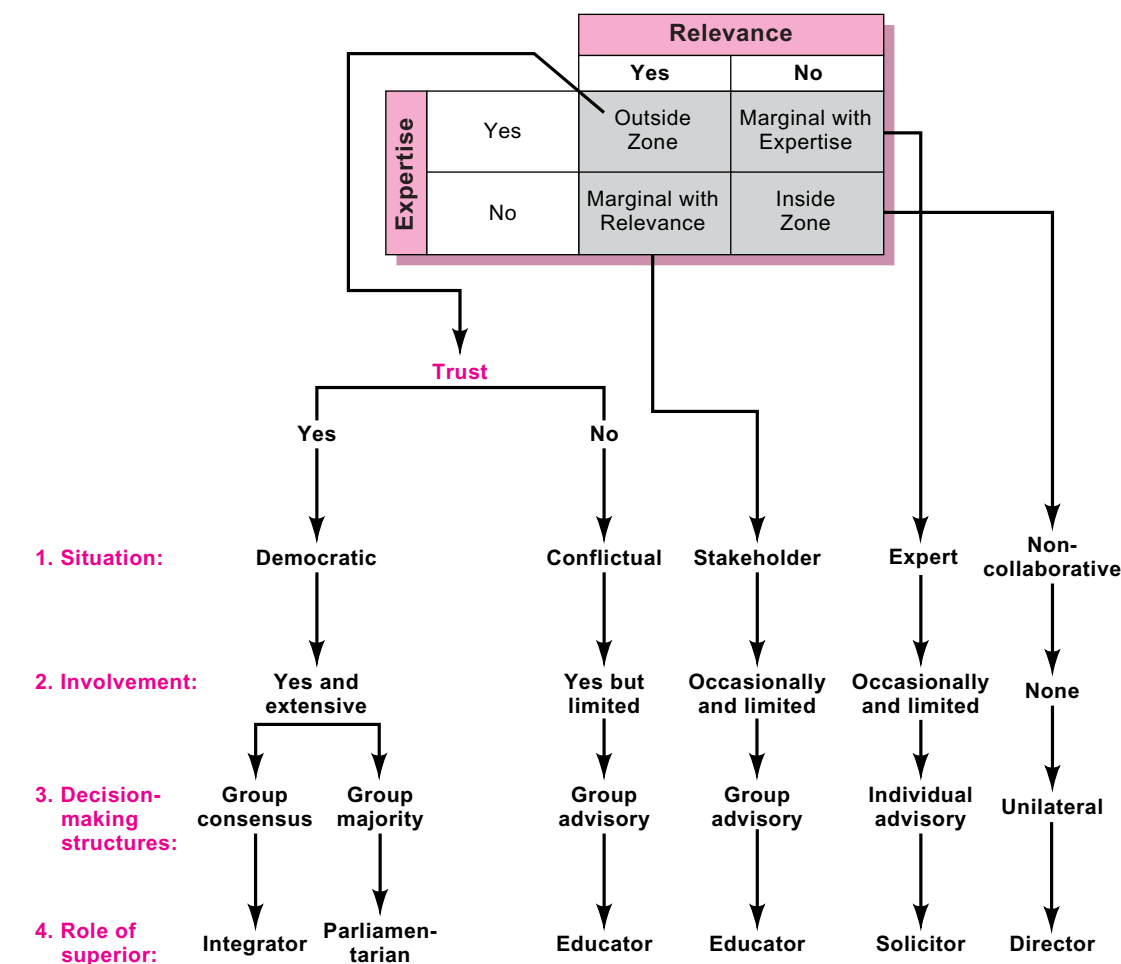 Relevance
Yes
No
Expertise
Yes
Outside
Zone
Marginal with
Expertise
No
Marginal with
Relevance
Inside
Zone
Trust
Yes
No
1. Situation:
Democratic
Conflictual
Stakeholder
Expert
Non-
collaborative
2. Involvement:
Yes and
extensive
Yes but
limited
Occasionally
and limited
Occasionally
and limited
None
3. Decision-
making
structures:
Group
consensus
Group
majority
Group
advisory
Group
advisory
Individual
advisory
Unilateral
4. Role of
superior:
Integrator
Parliamen-
tarian
Educator
Educator
Solicitor
Director